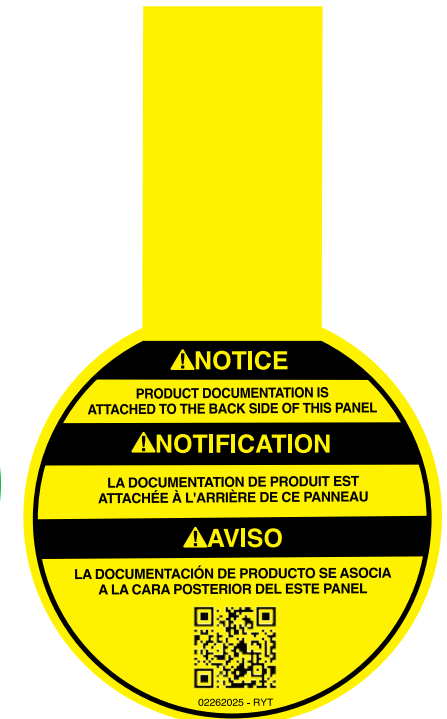 ⚠NOTICE
PRODUCT DOCUMENTATION IS
ATTACHED TO THE BACK SIDE OF THIS PANEL
⚠NOTIFICATION
LA DOCUMENTATION DE PRODUIT EST
ATTACHÉE À L'ARRIÈRE DE CE PANNEAU
⚠AVISO
LA DOCUMENTACIÓN DE PRODUCTO SE ASOCIA
A LA CARA POSTERIOR DEL ESTE PANEL
02262025 - RYT